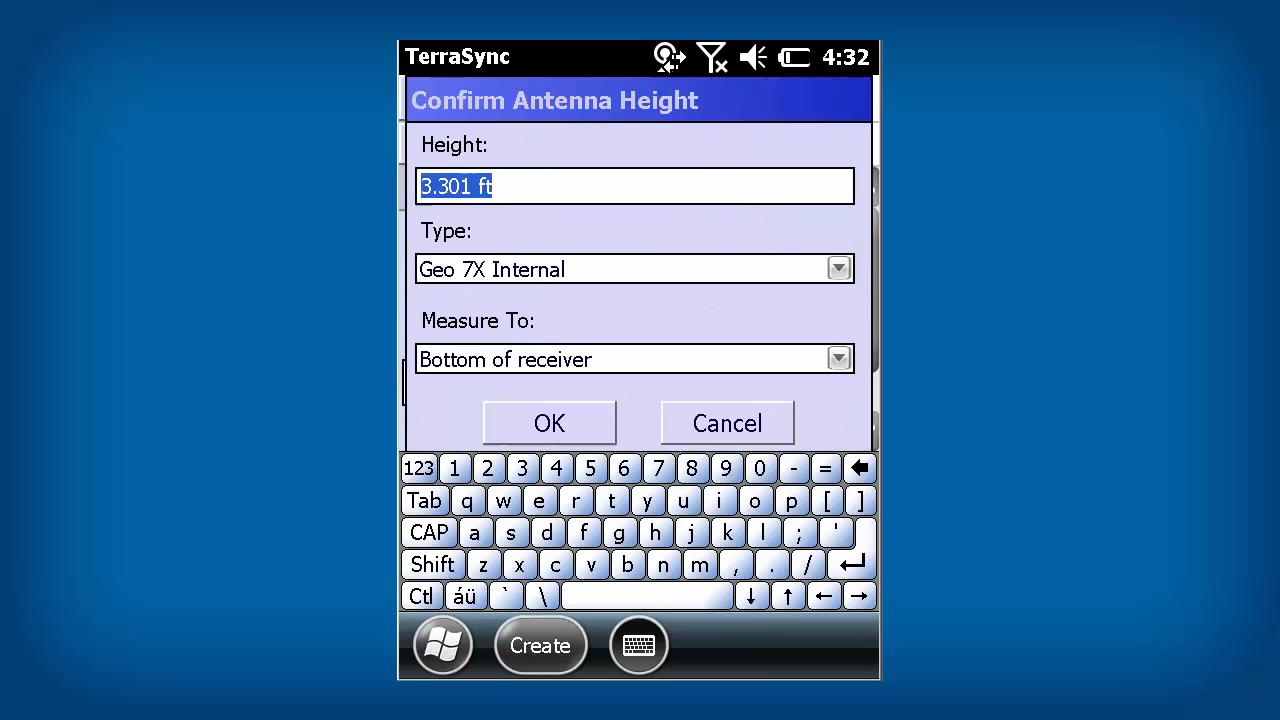 TerraSync 4:32
Confirm Antenna Height
Height:
3.301 ft
Type:
Geo 7X Internal
Measure To:
Bottom of receiver
OK Cancel
123 1 2 3 4 5 6 7 8 9 0 - =
Tab q w e r t y u i o p [ ]
CAP a s d f g h j k l ; '
Shift z x c v b n m , . /
Ctl áü ` \ ↓ ↑ ← →
Create